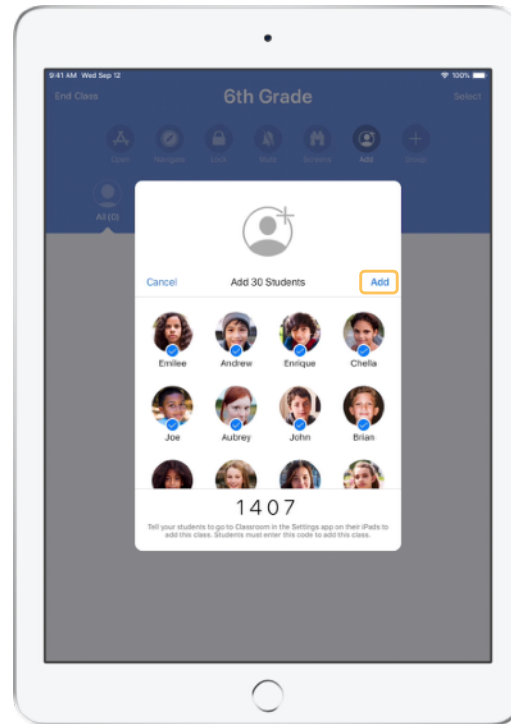 9:41 AM Wed Sep 12
100%
End Class
6th Grade
Select
Open
Navigate
Lock
Mute
Screens
Add
Group
All (0)
Cancel
Add 30 Students
Add
Emilee
Andrew
Enrique
Chella
Joe
Aubrey
John
Brian
1407
Tell your students to go to Classroom in the Settings app on their iPads to
add this class. Students must enter this code to add this class.